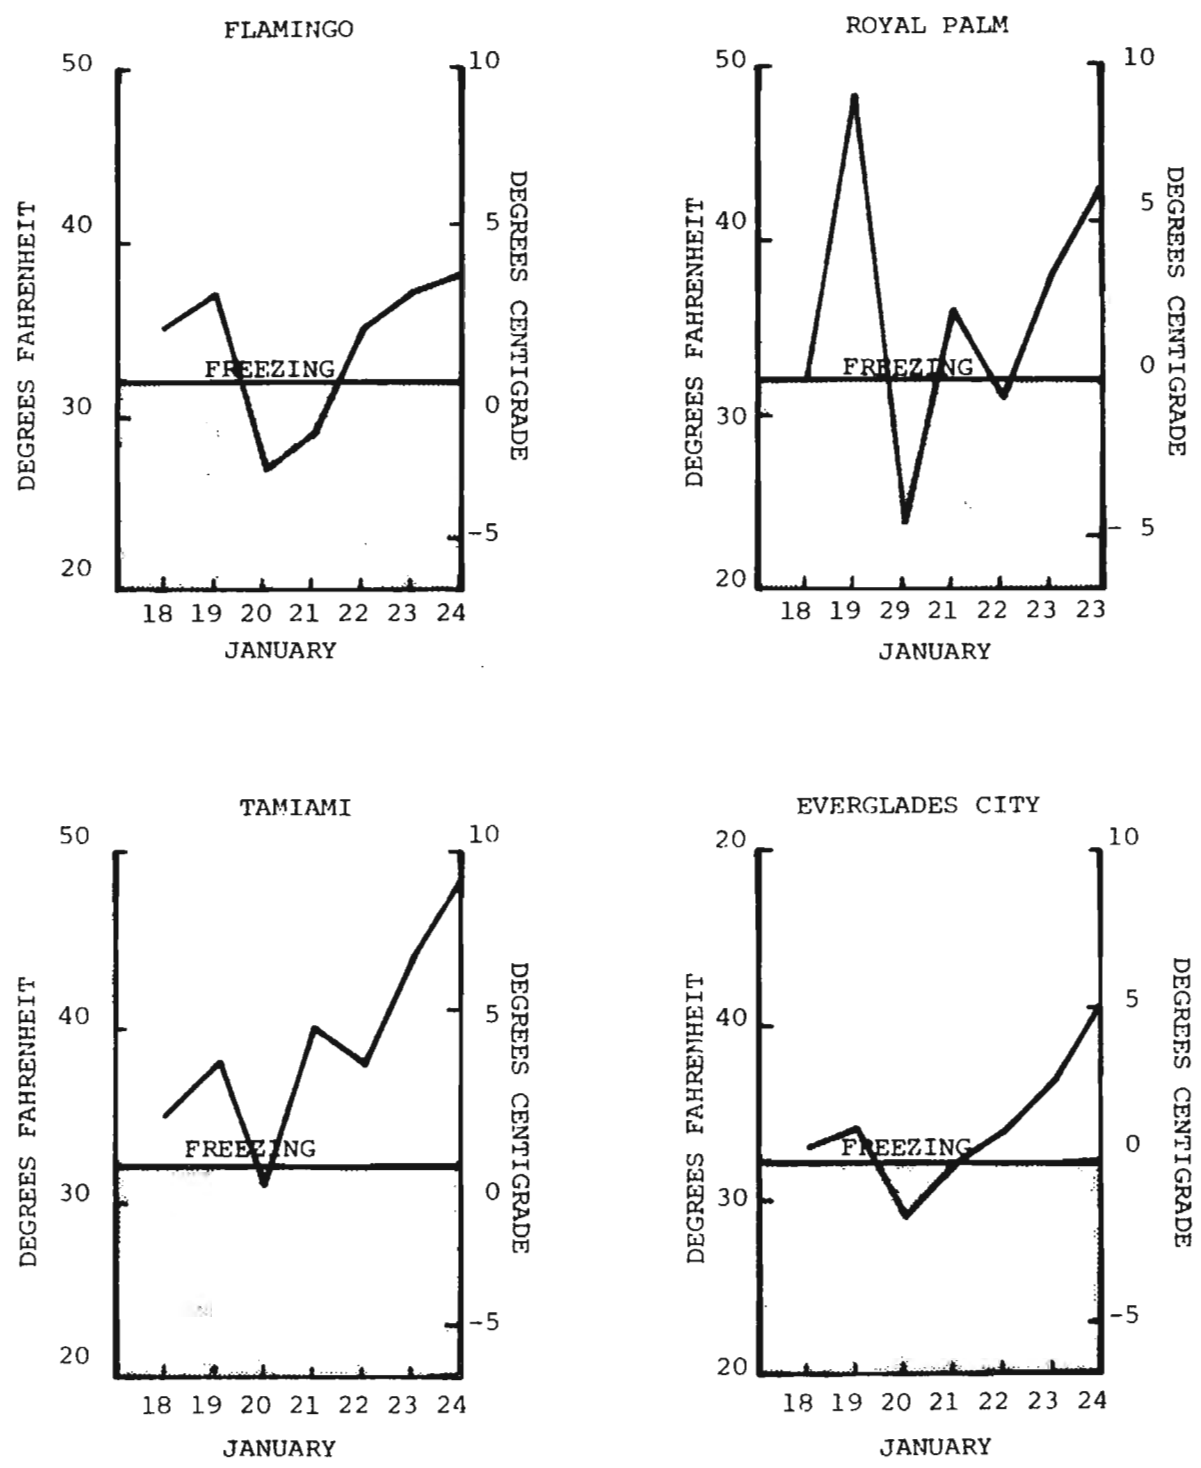 FLAMINGO
50
40
30
20
10
5
0
-5
DEGREES FAHRENHEIT
DEGREES CENTIGRADE
FREEZING
18 19 20 21 22 23 24
JANUARY
ROYAL PALM
50
40
30
20
10
5
0
- 5
DEGREES FAHRENHEIT
DEGREES CENTIGRADE
FREEZING
18 19 29 21 22 23 23
JANUARY
TAMIAMI
50
40
30
20
10
5
0
-5
DEGREES FAHRENHEIT
DEGREES CENTIGRADE
FREEZING
18 19 20 21 22 23 24
JANUARY
EVERGLADES CITY
20
40
30
20
10
5
0
-5
DEGREES FAHRENHEIT
DEGREES CENTIGRADE
FREEZING
18 19 20 21 22 23 24
JANUARY